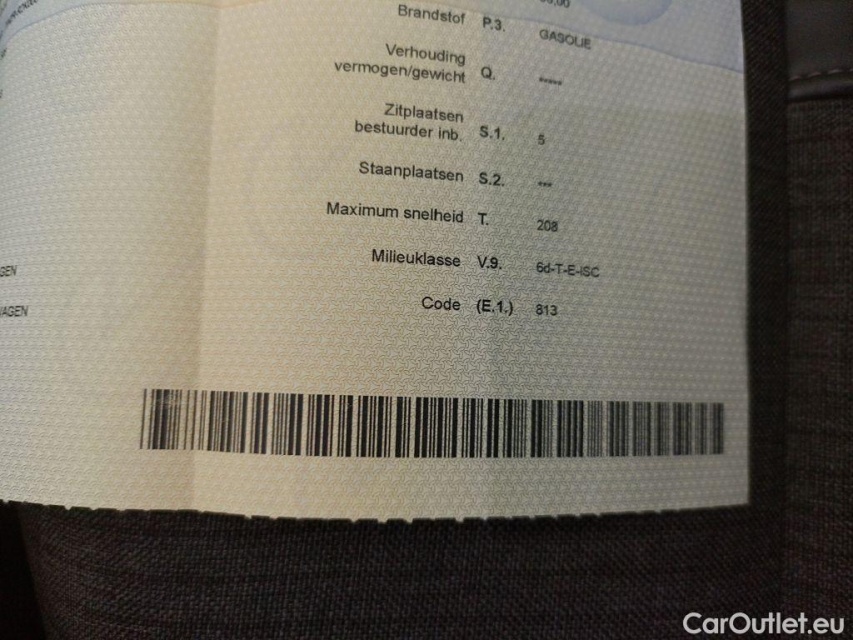 Brandstof P.3. GASOLIE
Verhouding
vermogen/gewicht Q. *****
Zitplaatsen
bestuurder inb. S.1. 5
Staanplaatsen S.2. ***
Maximum snelheid T. 208
Milieuklasse V.9. 6d-T-E-ISC
Code (E.1.) 813
CarOutlet.eu